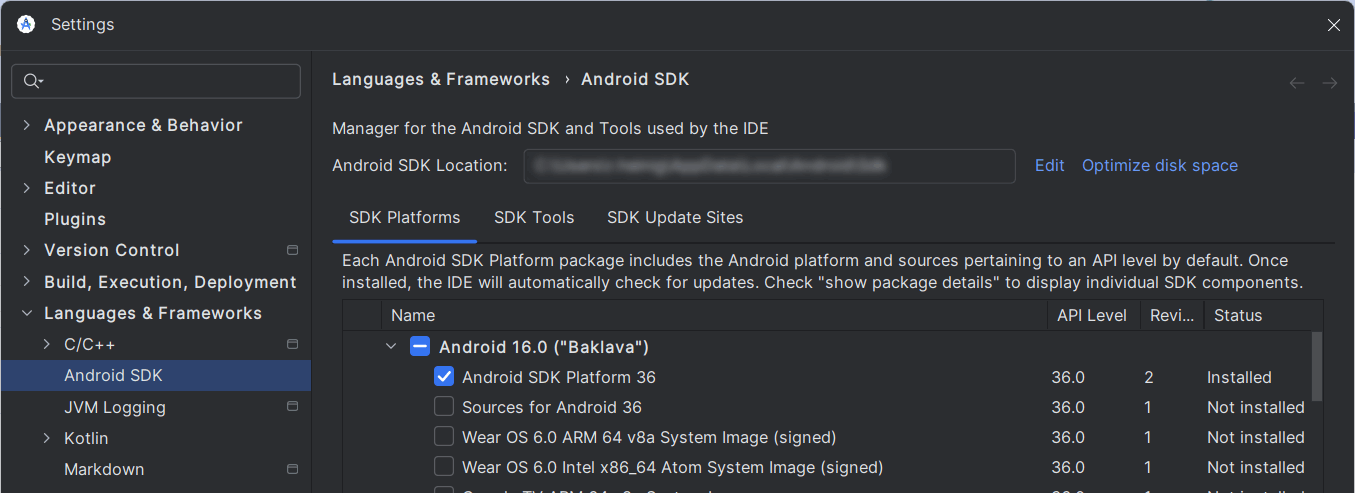 Settings
Languages & Frameworks › Android SDK
Appearance & Behavior
Keymap
Editor
Plugins
Version Control
Build, Execution, Deployment
Languages & Frameworks
C/C++
Android SDK
JVM Logging
Kotlin
Markdown
Manager for the Android SDK and Tools used by the IDE
Android SDK Location:
Edit Optimize disk space
SDK Platforms SDK Tools SDK Update Sites
Each Android SDK Platform package includes the Android platform and sources pertaining to an API level by default. Once
installed, the IDE will automatically check for updates. Check "show package details" to display individual SDK components.
Name API Level Revi... Status
Android 16.0 ("Baklava")
Android SDK Platform 36 36.0 2 Installed
Sources for Android 36 36.0 1 Not installed
Wear OS 6.0 ARM 64 v8a System Image (signed) 36.0 1 Not installed
Wear OS 6.0 Intel x86_64 Atom System Image (signed) 36.0 1 Not installed